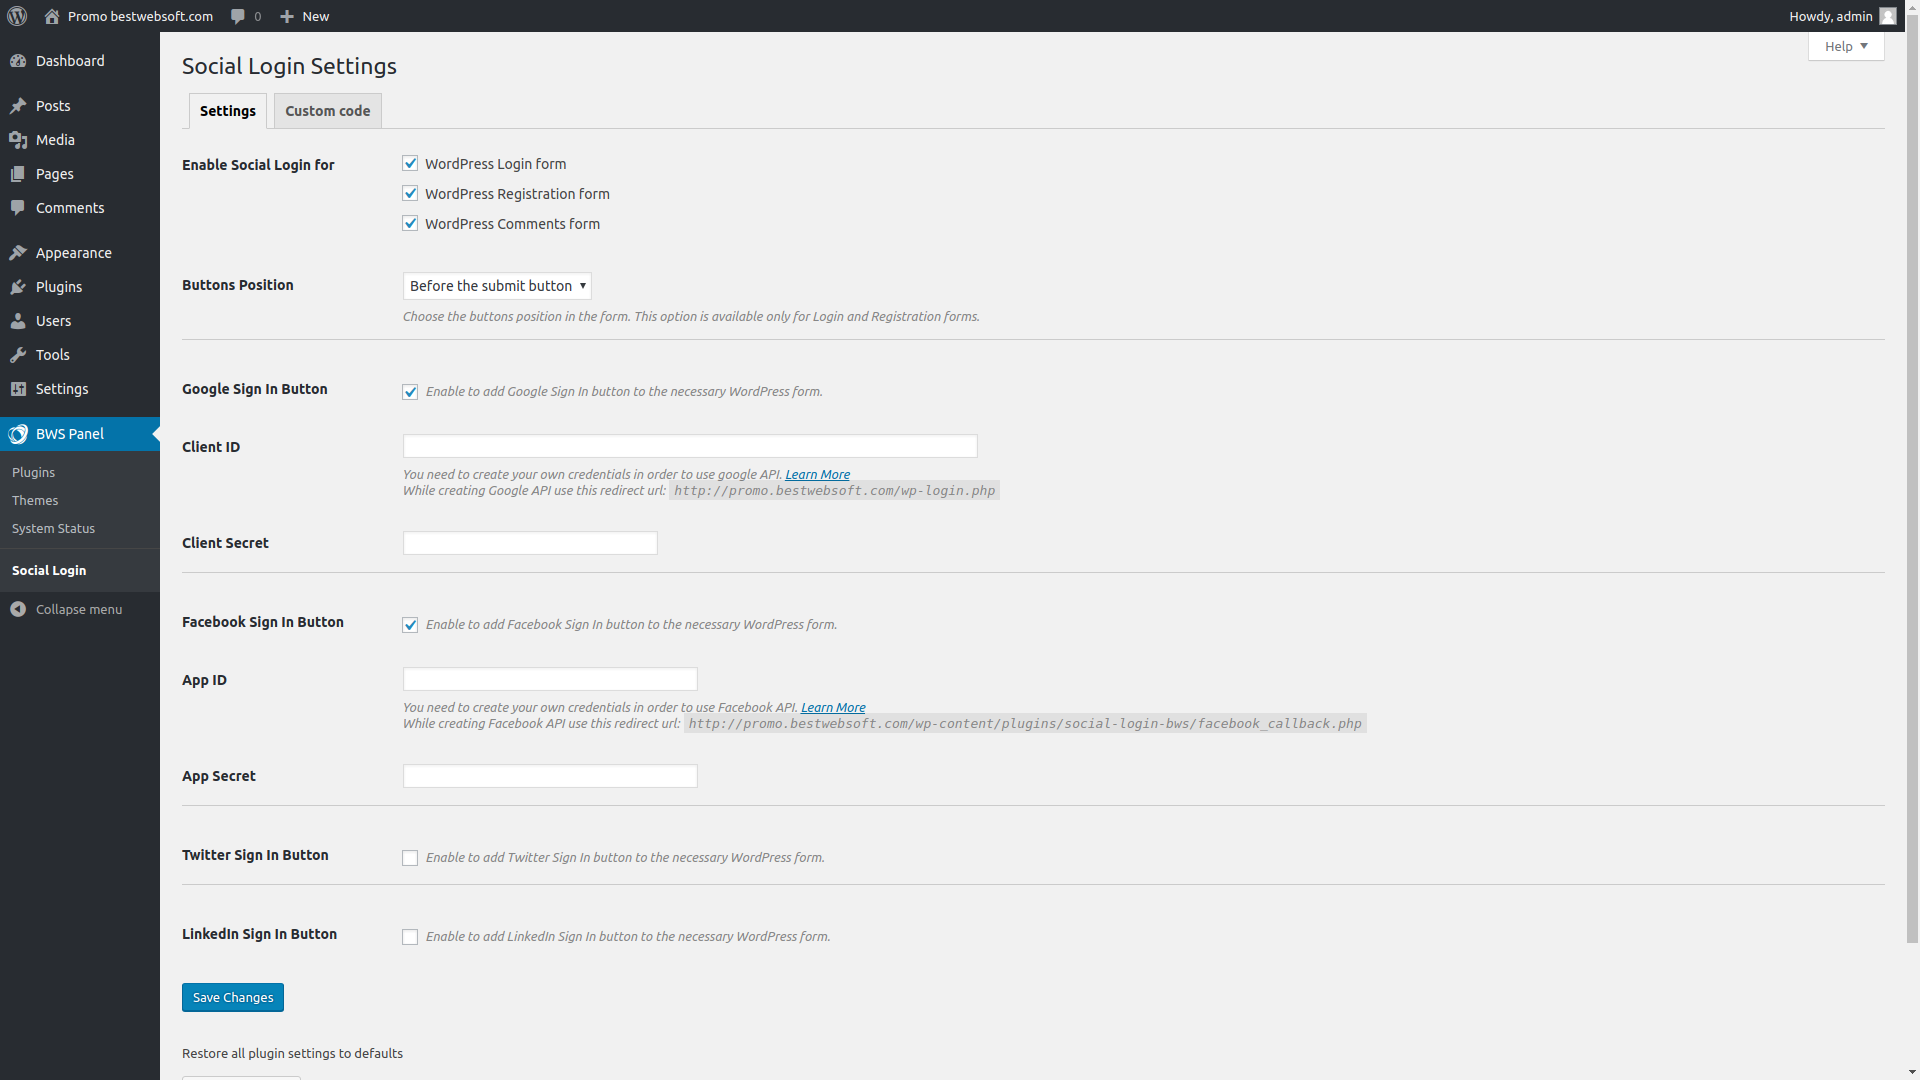 Promo bestwebsoft.com 0 New Howdy, admin
Help
Dashboard
Posts
Media
Pages
Comments
Appearance
Plugins
Users
Tools
Settings
BWS Panel
Plugins
Themes
System Status
Social Login
Collapse menu
Social Login Settings
Settings Custom code
Enable Social Login for
WordPress Login form
WordPress Registration form
WordPress Comments form
Buttons Position
Before the submit button
Choose the buttons position in the form. This option is available only for Login and Registration forms.
Google Sign In Button
Enable to add Google Sign In button to the necessary WordPress form.
Client ID
You need to create your own credentials in order to use google API. Learn More
While creating Google API use this redirect url: http://promo.bestwebsoft.com/wp-login.php
Client Secret
Facebook Sign In Button
Enable to add Facebook Sign In button to the necessary WordPress form.
App ID
You need to create your own credentials in order to use Facebook API. Learn More
While creating Facebook API use this redirect url: http://promo.bestwebsoft.com/wp-content/plugins/social-login-bws/facebook_callback.php
App Secret
Twitter Sign In Button
Enable to add Twitter Sign In button to the necessary WordPress form.
LinkedIn Sign In Button
Enable to add LinkedIn Sign In button to the necessary WordPress form.
Save Changes
Restore all plugin settings to defaults